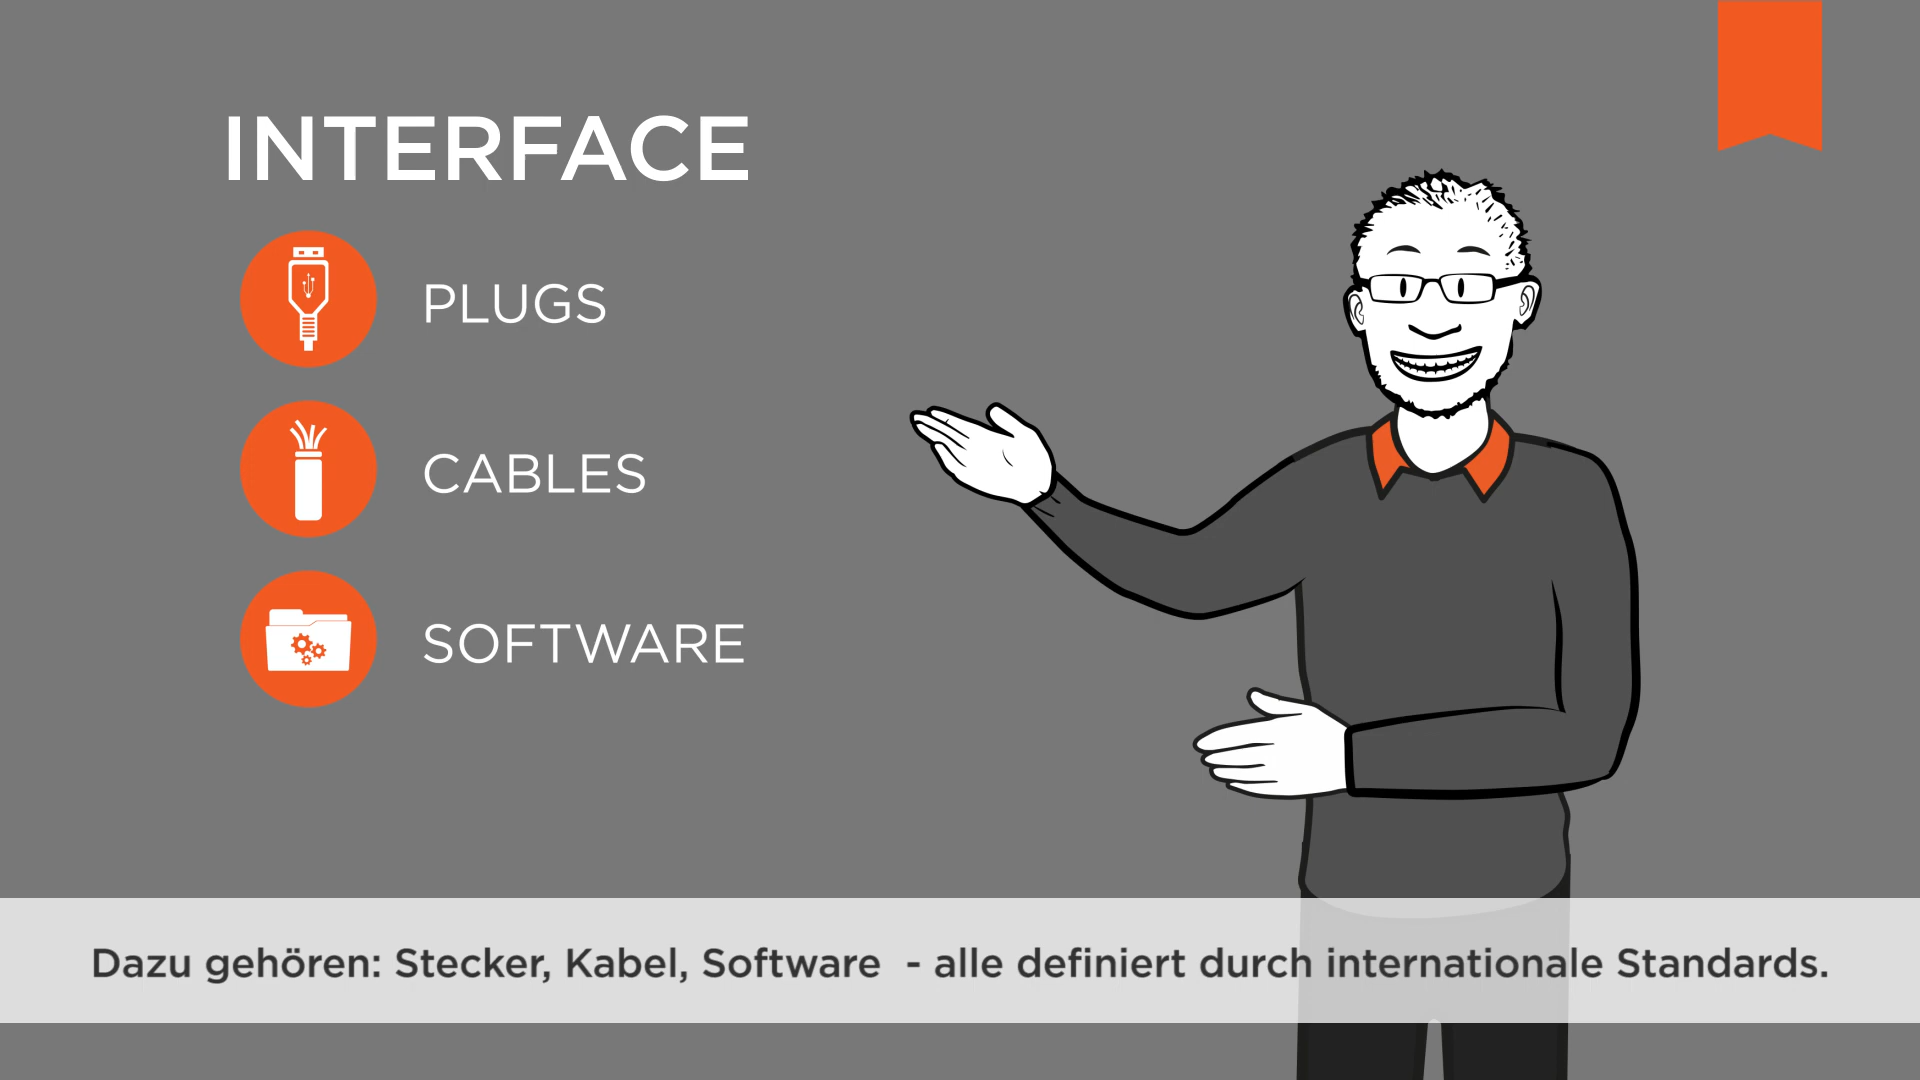 INTERFACE
PLUGS
CABLES
SOFTWARE
Dazu gehören: Stecker, Kabel, Software - alle definiert durch internationale Standards.